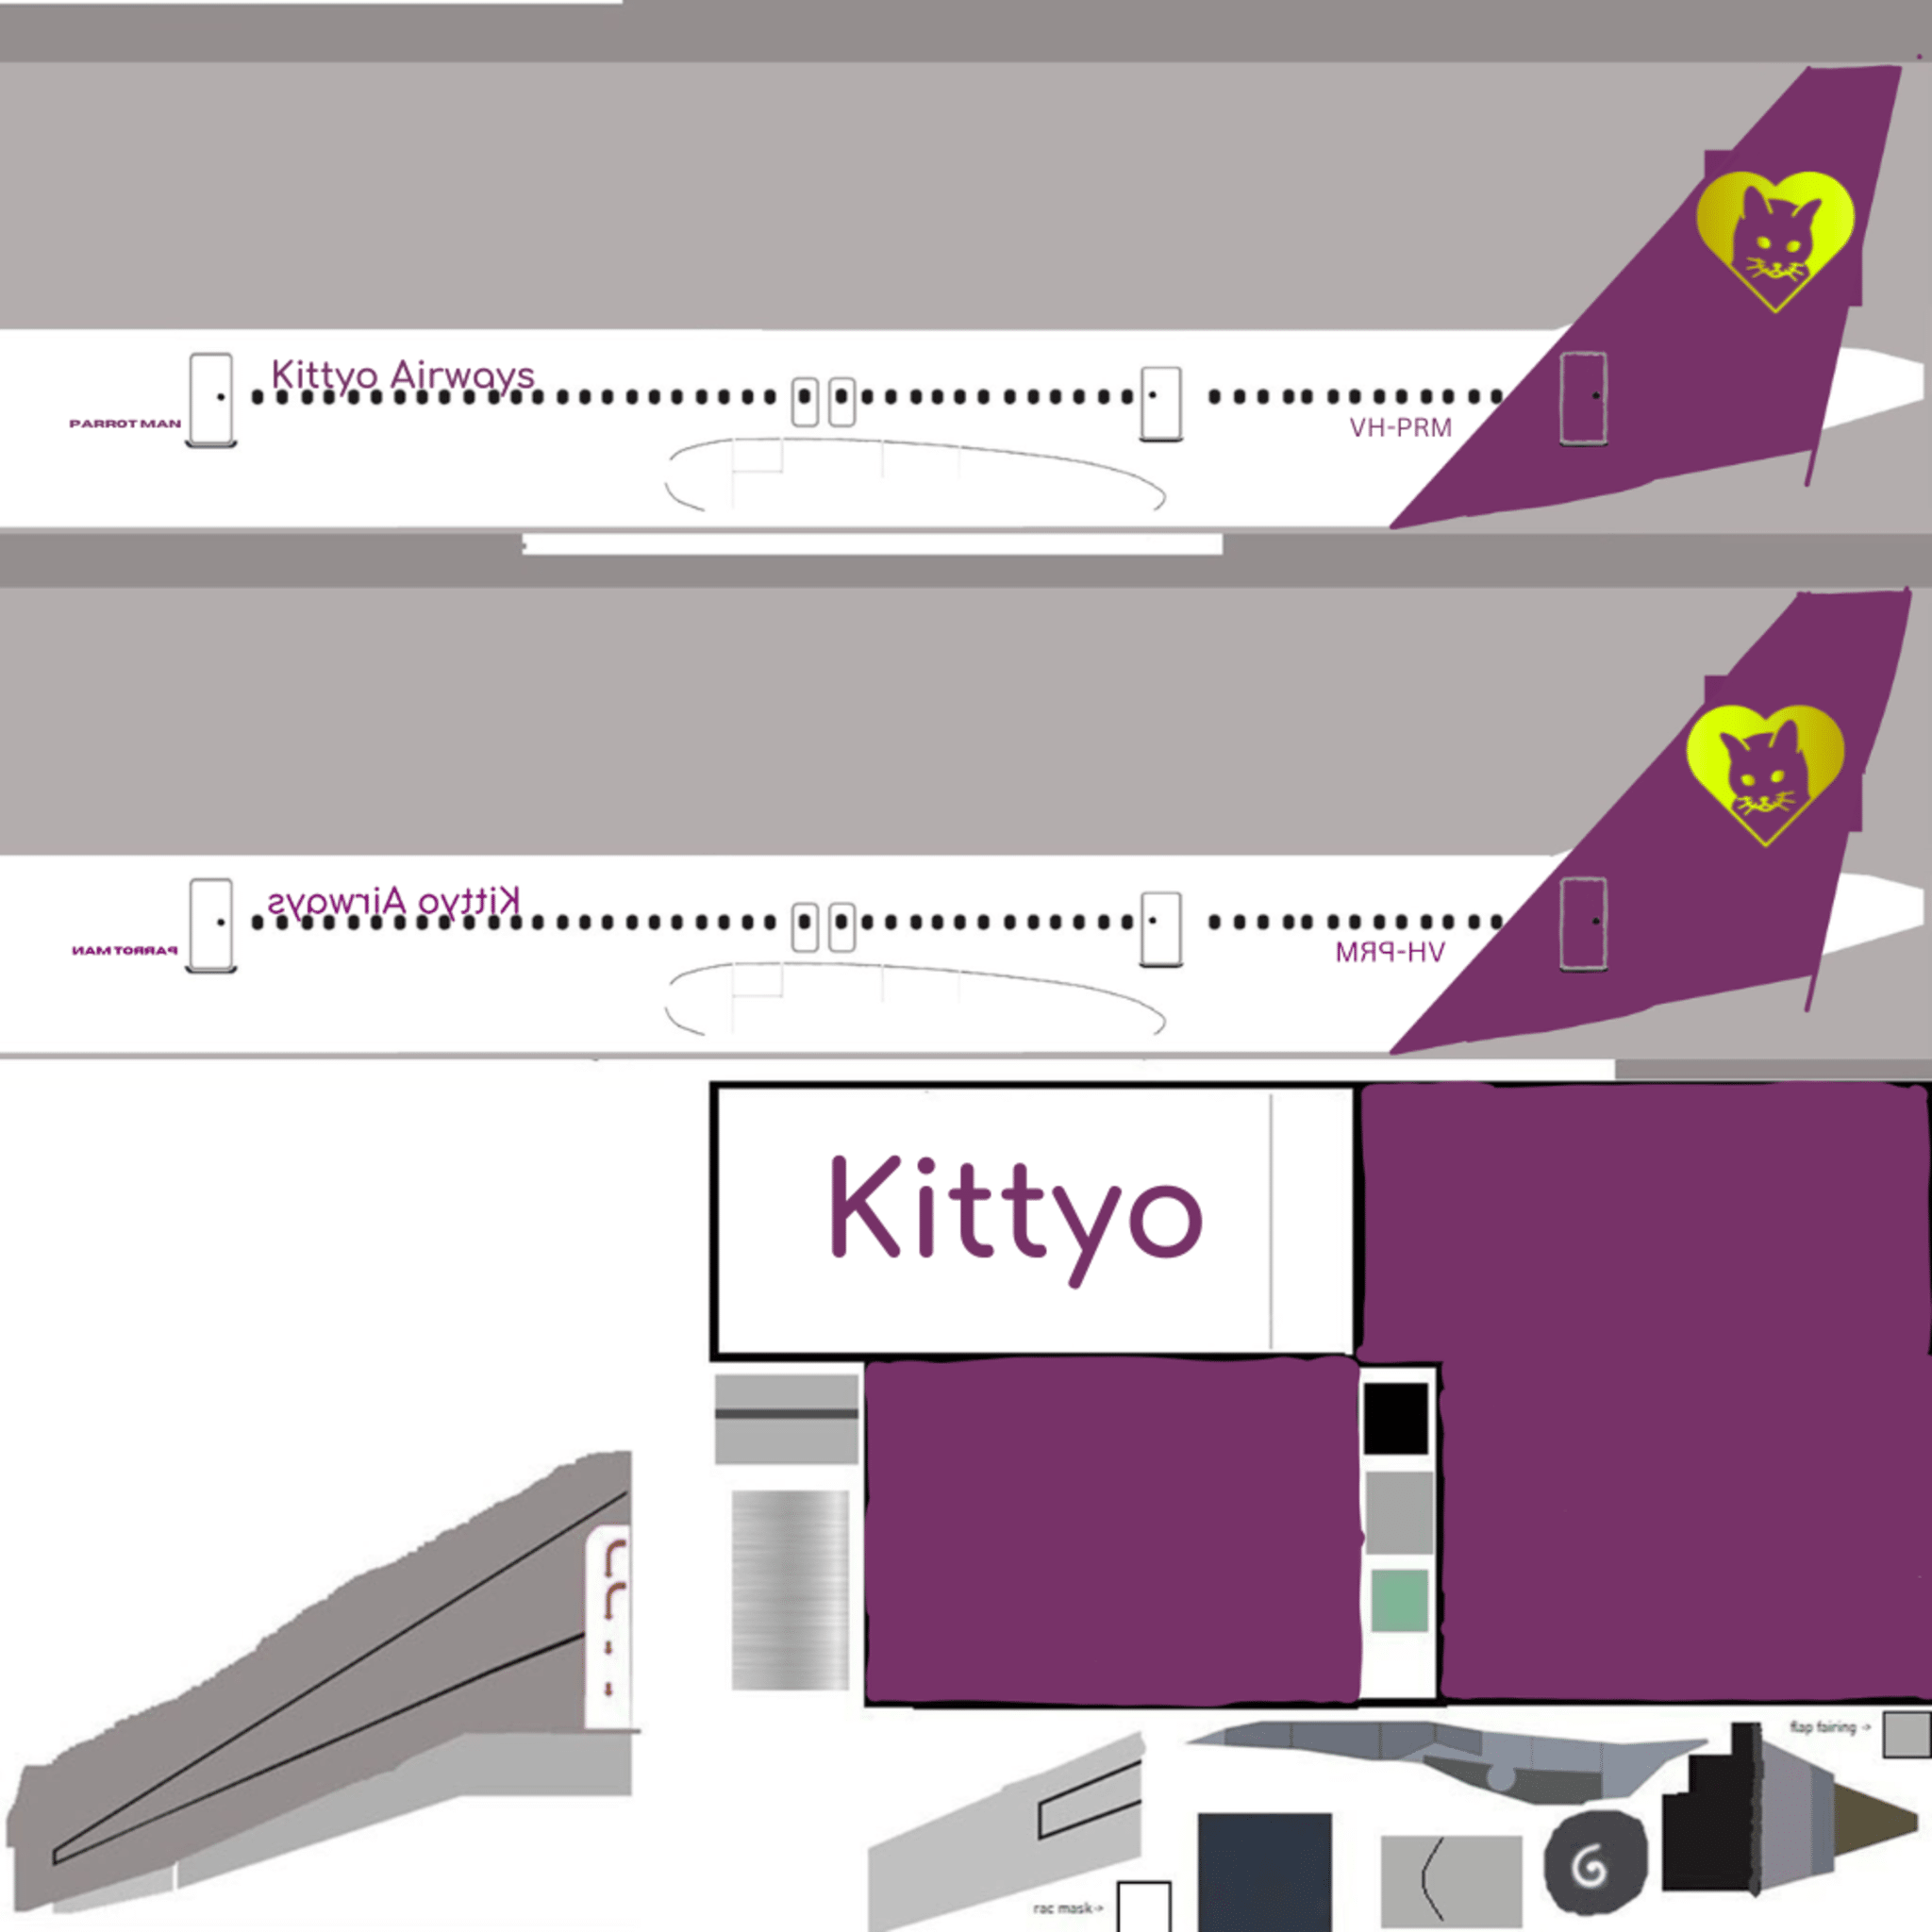 Kittyo Airways
PARROT MAN
VH-PRM
Kittyo Airways
PARROT MAN
VH-PRM
Kittyo
flap fairing ->
rac mask->